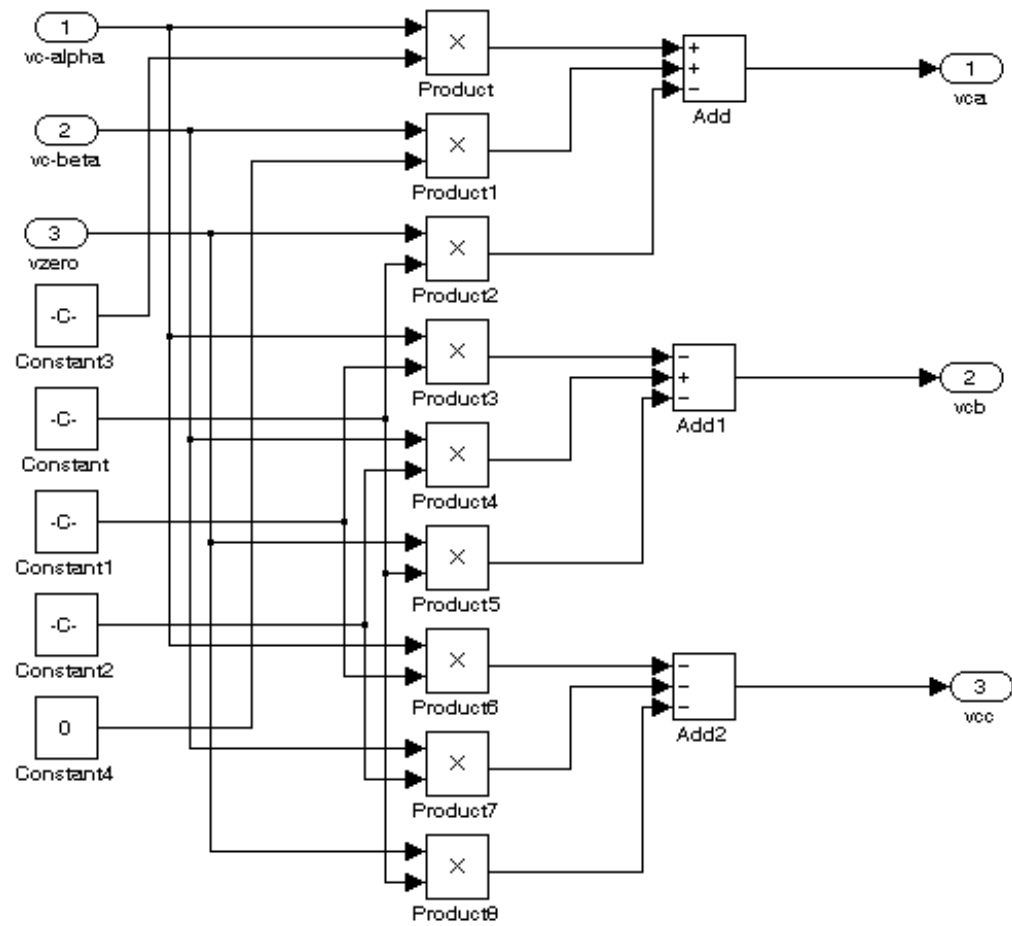 1
vc-alpha
2
vc-beta
3
vzero
-C-
Constant3
-C-
Constant
-C-
Constant1
-C-
Constant2
0
Constant4
×
Product
×
Product1
×
Product2
×
Product3
×
Product4
×
Product5
×
Product6
×
Product7
×
Product8
+
+
−
Add
−
+
−
Add1
−
−
−
Add2
1
vca
2
vcb
3
vcc